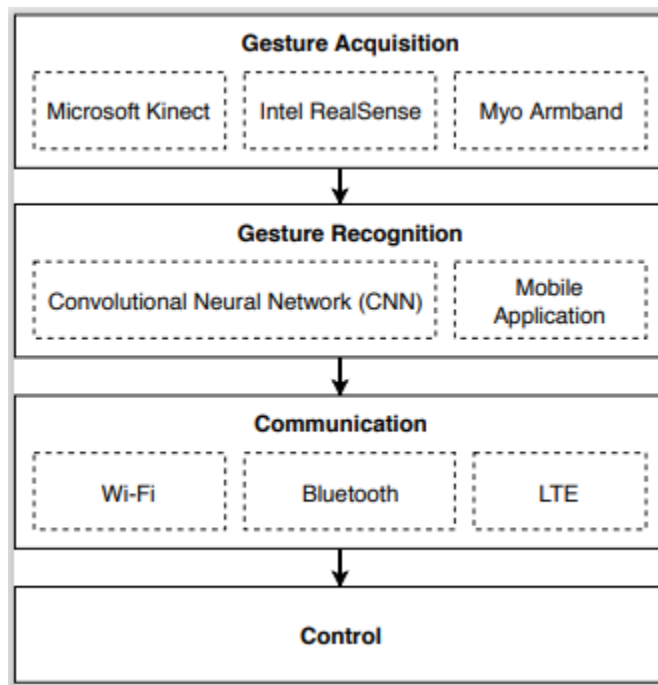 Gesture Acquisition
Microsoft Kinect
Intel RealSense
Myo Armband
Gesture Recognition
Convolutional Neural Network (CNN)
Mobile
Application
Communication
Wi-Fi
Bluetooth
LTE
Control